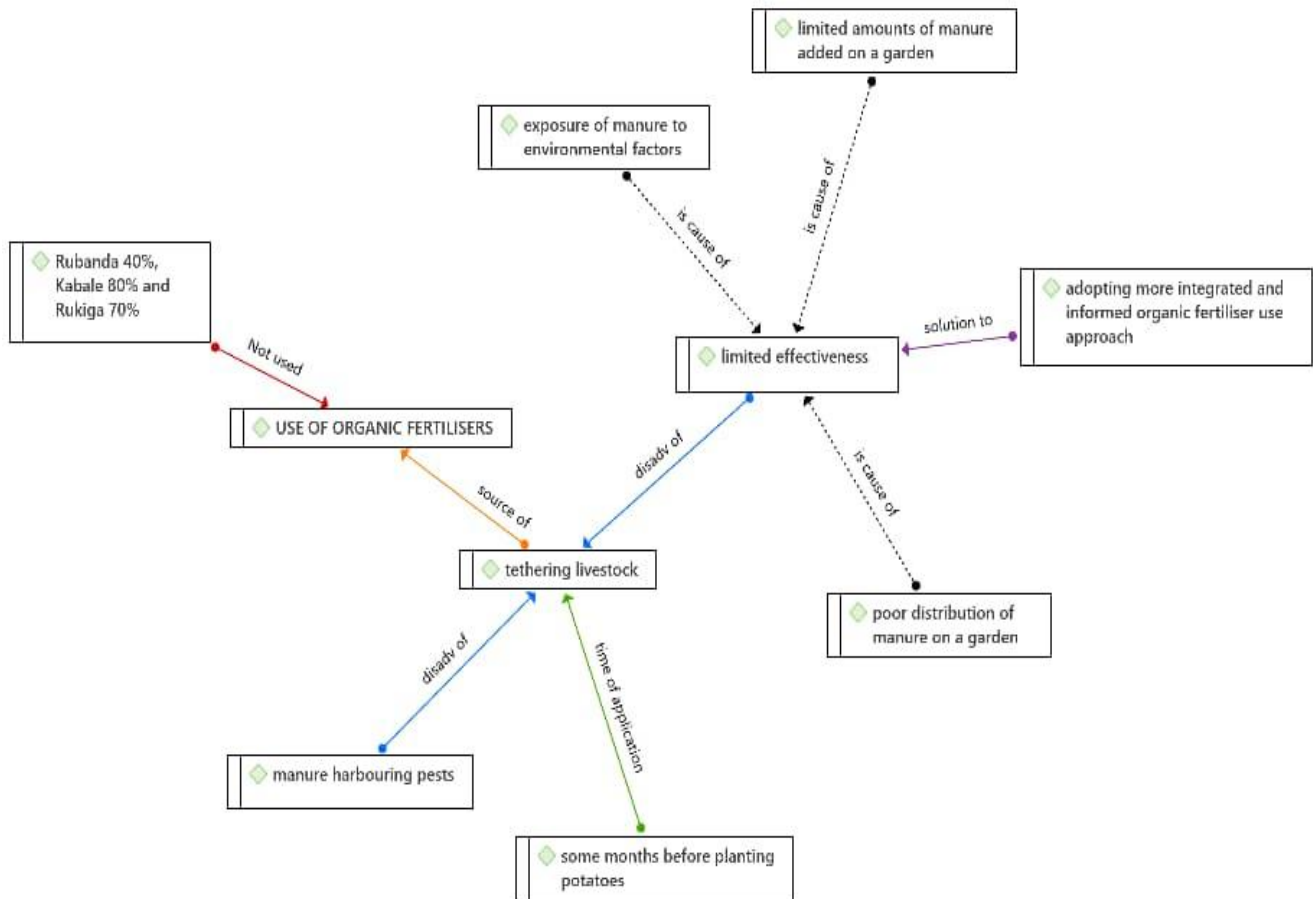 limited amounts of manure
added on a garden
exposure of manure to
environmental factors
is cause of
is cause of
Rubanda 40%,
Kabale 80% and
Rukiga 70%
adopting more integrated and
informed organic fertiliser use
approach
solution to
limited effectiveness
Not used
USE OF ORGANIC FERTILISERS
disadv of
is cause of
source of
tethering livestock
poor distribution of
manure on a garden
disadv of
time of application
manure harbouring pests
some months before planting
potatoes